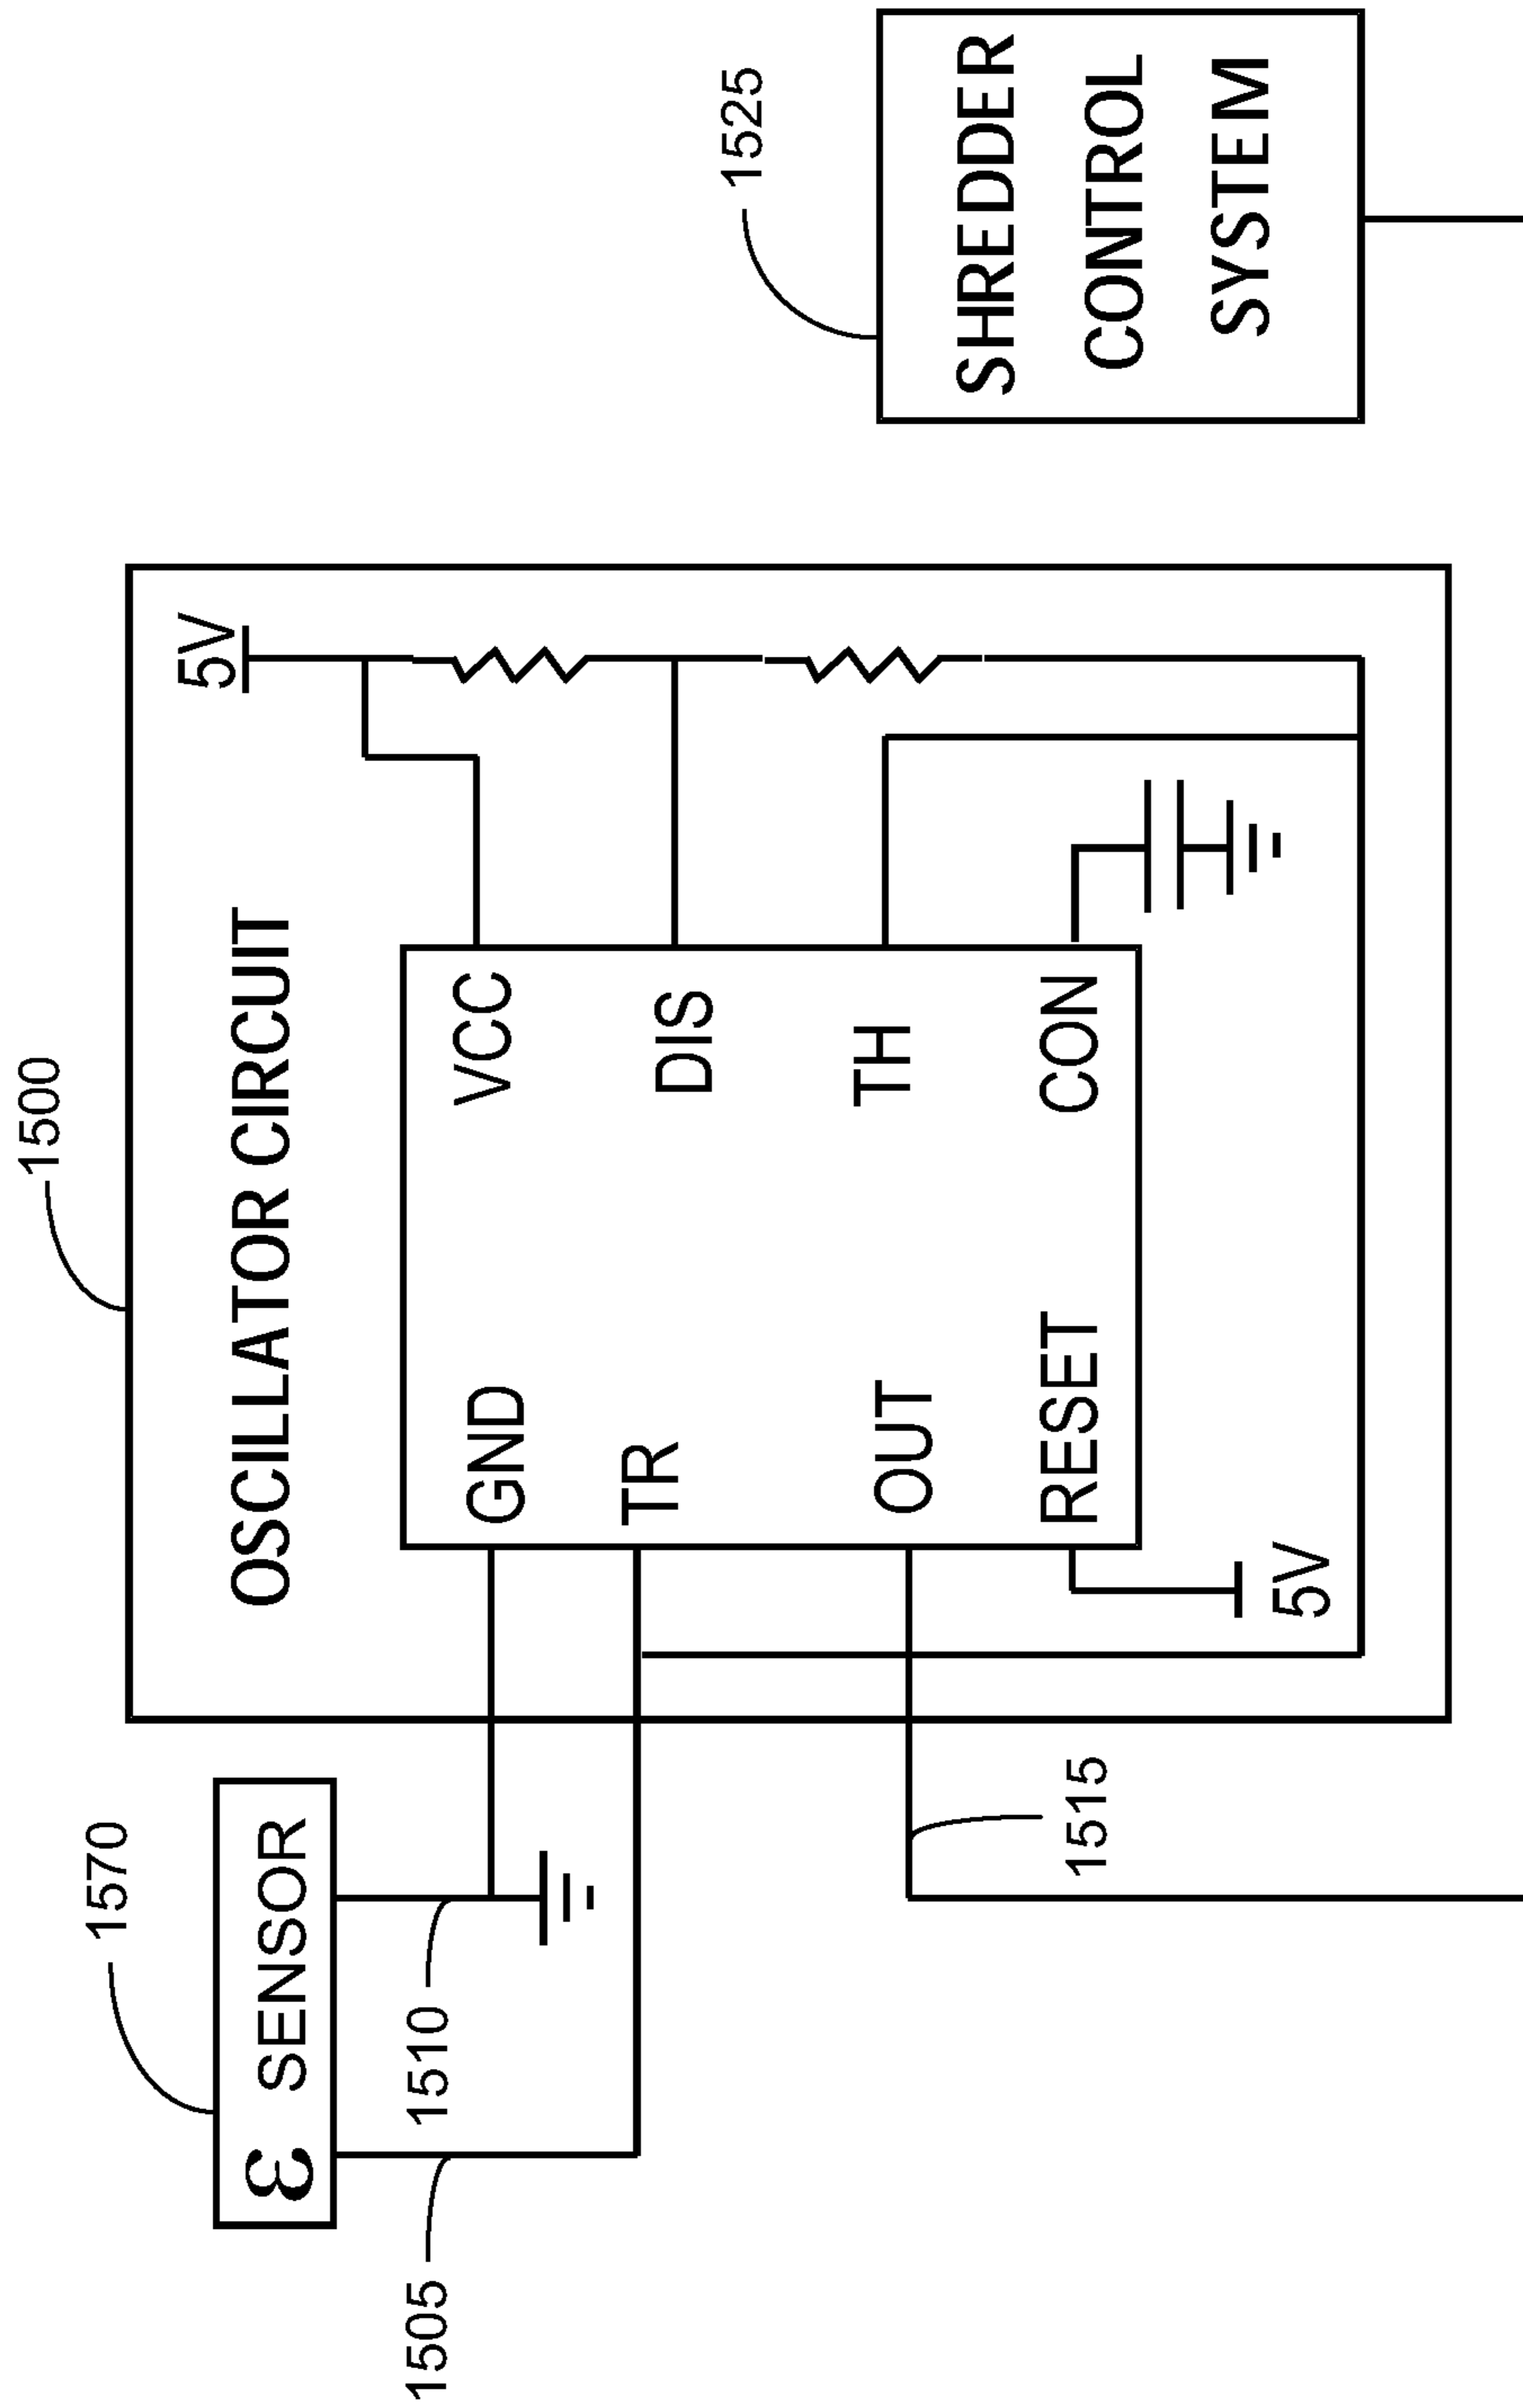 1500
1570
ε SENSOR
1505
1510
1515
OSCILLATOR CIRCUIT
5V
GND
TR
OUT
RESET
5V
VCC
DIS
TH
CON
1525
SHREDDER
CONTROL
SYSTEM